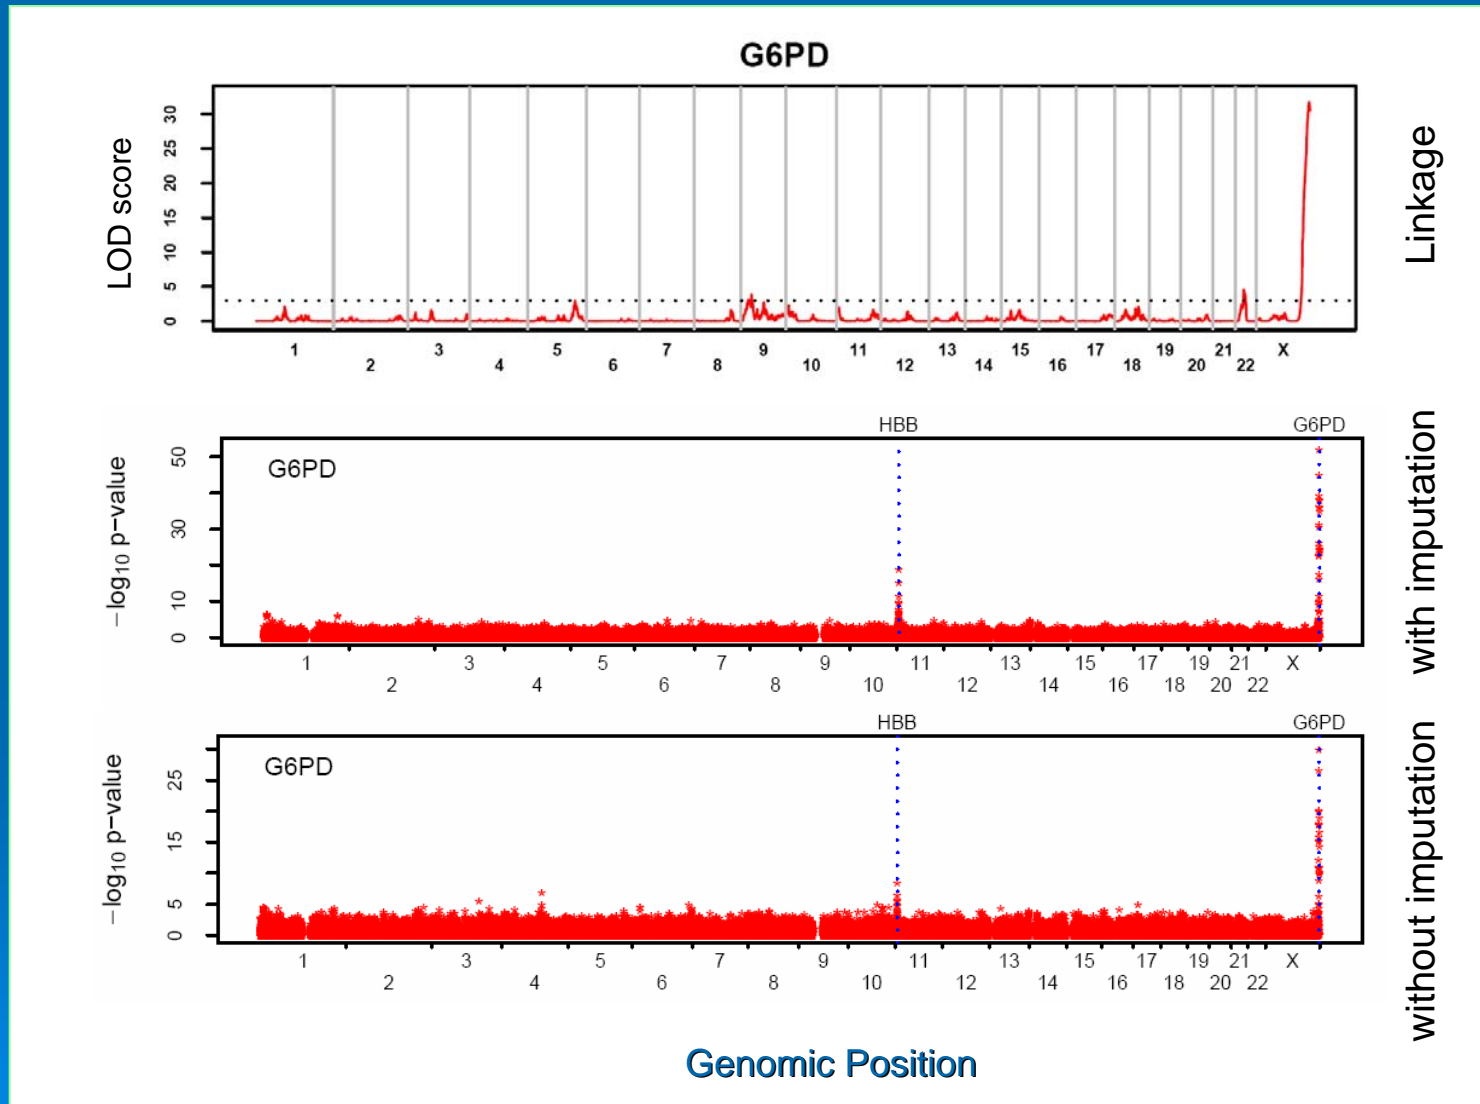 G6PD
LOD score
0 5 10 15 20 25 30
Linkage
1 3 5 7 9 11 13 15 17 19 21 X
2 4 6 8 10 12 14 16 18 20 22
HBB G6PD
G6PD
−log10 p−value
0 10 30 50
with imputation
1 3 5 7 9 11 13 15 17 19 21 X
2 4 6 8 10 12 14 16 18 20 22
HBB G6PD
G6PD
−log10 p−value
0 5 15 25
without imputation
1 3 5 7 9 11 13 15 17 19 21 X
2 4 6 8 10 12 14 16 18 20 22
Genomic Position